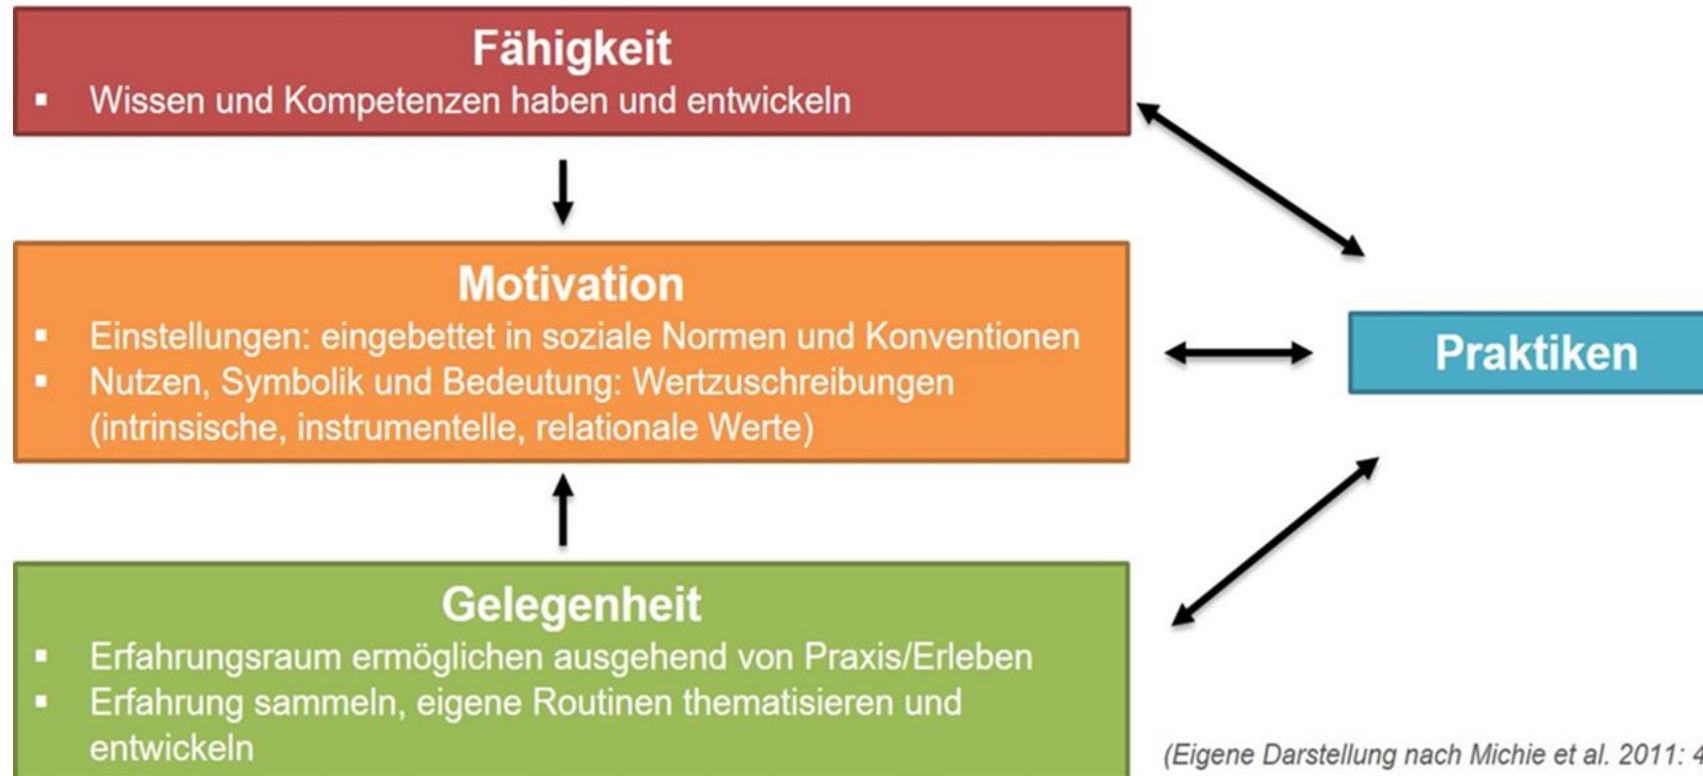 Fähigkeit
▪ Wissen und Kompetenzen haben und entwickeln
Motivation
▪ Einstellungen: eingebettet in soziale Normen und Konventionen
▪ Nutzen, Symbolik und Bedeutung: Wertzuschreibungen
(intrinsische, instrumentelle, relationale Werte)
Praktiken
Gelegenheit
▪ Erfahrungsraum ermöglichen ausgehend von Praxis/Erleben
▪ Erfahrung sammeln, eigene Routinen thematisieren und
entwickeln
(Eigene Darstellung nach Michie et al. 2011: 4